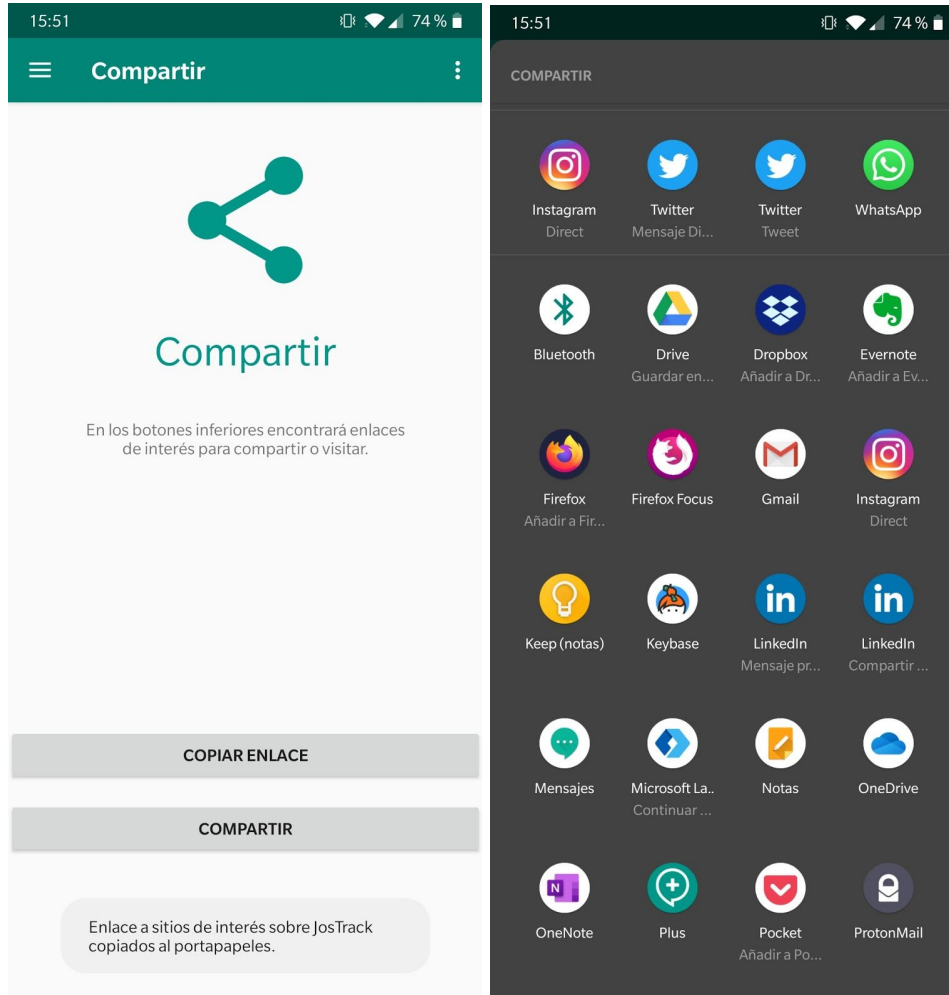 15:51
74 %
Compartir
Compartir
En los botones inferiores encontrará enlaces
de interés para compartir o visitar.
COPIAR ENLACE
COMPARTIR
Enlace a sitios de interés sobre JosTrack
copiados al portapapeles.
15:51
74 %
COMPARTIR
Instagram Twitter Twitter WhatsApp
Direct Mensaje Di... Tweet
Bluetooth Drive Dropbox Evernote
Guardar en... Añadir a Dr... Añadir a Ev...
Firefox Firefox Focus Gmail Instagram
Añadir a Fir... Direct
Keep (notas) Keybase LinkedIn LinkedIn
Mensaje pr... Compartir ...
Mensajes Microsoft La.. Notas OneDrive
Continuar ...
OneNote Plus Pocket ProtonMail
Añadir a Po...